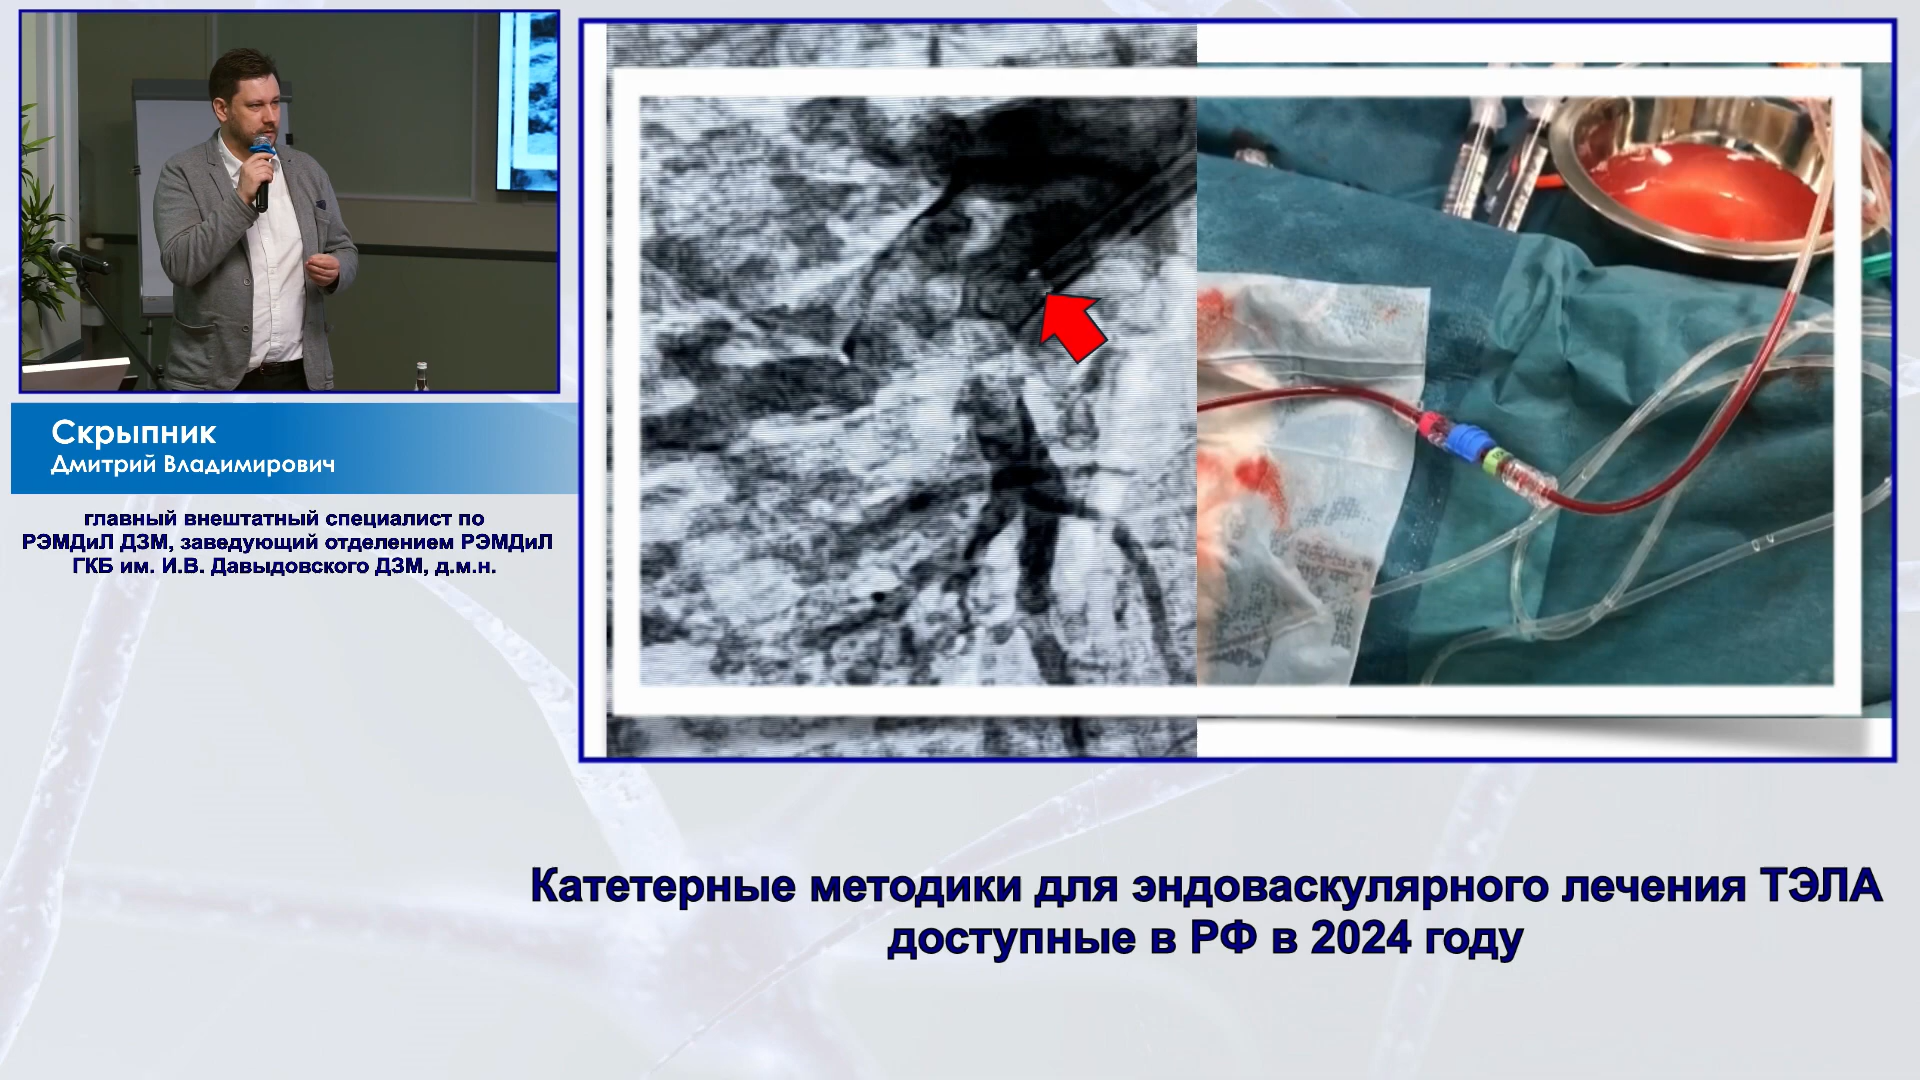 Скрыпник
Дмитрий Владимирович
главный внештатный специалист по
РЭМДиЛ ДЗМ, заведующий отделением РЭМДиЛ
ГКБ им. И.В. Давыдовского ДЗМ, д.м.н.
Катетерные методики для эндоваскулярного лечения ТЭЛА
доступные в РФ в 2024 году